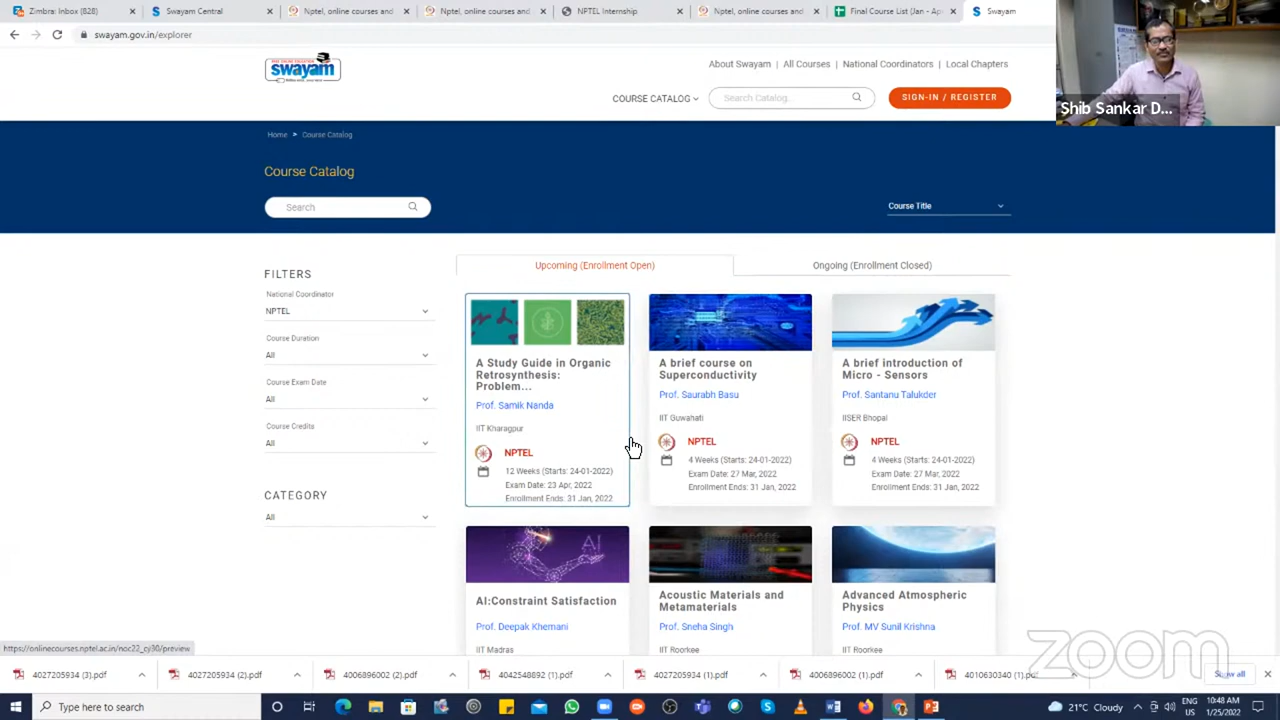 Zimbra: Inbox (828)
Swayam Central
Nptel, online courses and
Nptel, online courses and
NPTEL Internship
Nptel, online courses and
Final Course List (Jan - Ap
Swayam
swayam.gov.in/explorer
swayam
About Swayam | All Courses | National Coordinators | Local Chapters
COURSE CATALOG
Search Catalog...
SIGN-IN / REGISTER
Shib Sankar D...
Home > Course Catalog
Course Catalog
Search
Course Title
FILTERS
National Coordinator
NPTEL
Course Duration
All
Course Exam Date
All
Course Credits
All
CATEGORY
All
Upcoming (Enrollment Open)
Ongoing (Enrollment Closed)
A Study Guide in Organic
Retrosynthesis:
Problem...
Prof. Samik Nanda
IIT Kharagpur
NPTEL
12 Weeks (Starts: 24-01-2022)
Exam Date: 23 Apr, 2022
Enrollment Ends: 31 Jan, 2022
A brief course on
Superconductivity
Prof. Saurabh Basu
IIT Guwahati
NPTEL
4 Weeks (Starts: 24-01-2022)
Exam Date: 27 Mar, 2022
Enrollment Ends: 31 Jan, 2022
A brief introduction of
Micro - Sensors
Prof. Santanu Talukder
IISER Bhopal
NPTEL
4 Weeks (Starts: 24-01-2022)
Exam Date: 27 Mar, 2022
Enrollment Ends: 31 Jan, 2022
AI
AI:Constraint Satisfaction
Prof. Deepak Khemani
IIT Madras
Acoustic Materials and
Metamaterials
Prof. Sneha Singh
IIT Roorkee
Advanced Atmospheric
Physics
Prof. MV Sunil Krishna
IIT Roorkee
https://onlinecourses.nptel.ac.in/noc22_cy30/preview
zoom
4027205934 (3).pdf
4027205934 (2).pdf
4006896002 (2).pdf
4042548892 (1).pdf
4027205934 (1).pdf
4006896002 (1).pdf
4010630340 (1).pdf
Show all
Type here to search
21°C Cloudy
ENG
US
10:48 AM
1/25/2022